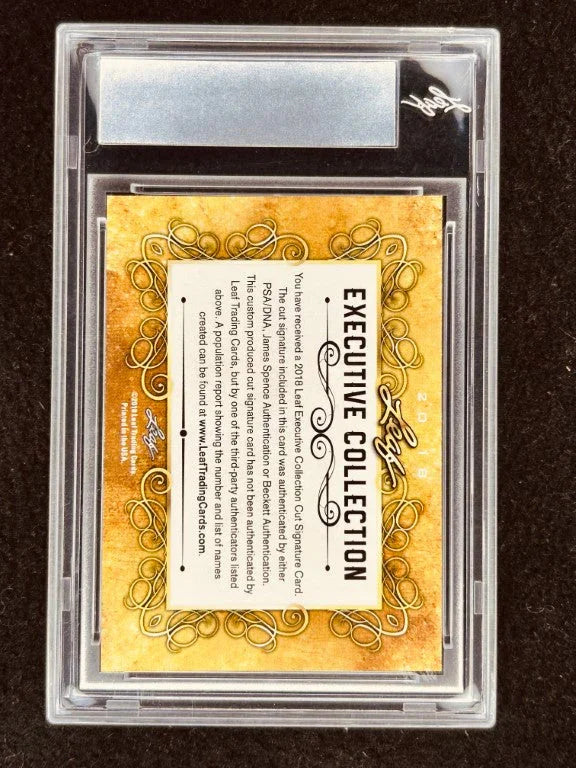 Leaf
2018
Leaf
EXECUTIVE COLLECTION
You have received a 2018 Leaf Executive Collection Cut Signature Card.
The cut signature included in this card was authenticated by either
PSA/DNA, James Spence Authentication or Beckett Authentication.
This custom produced cut signature card has not been authenticated by
Leaf Trading Cards, but by one of the third-party authenticators listed
above. A population report showing the number and list of names
created can be found at www.LeafTradingCards.com.
Leaf
©2018 Leaf Trading Cards.
Printed in the USA.